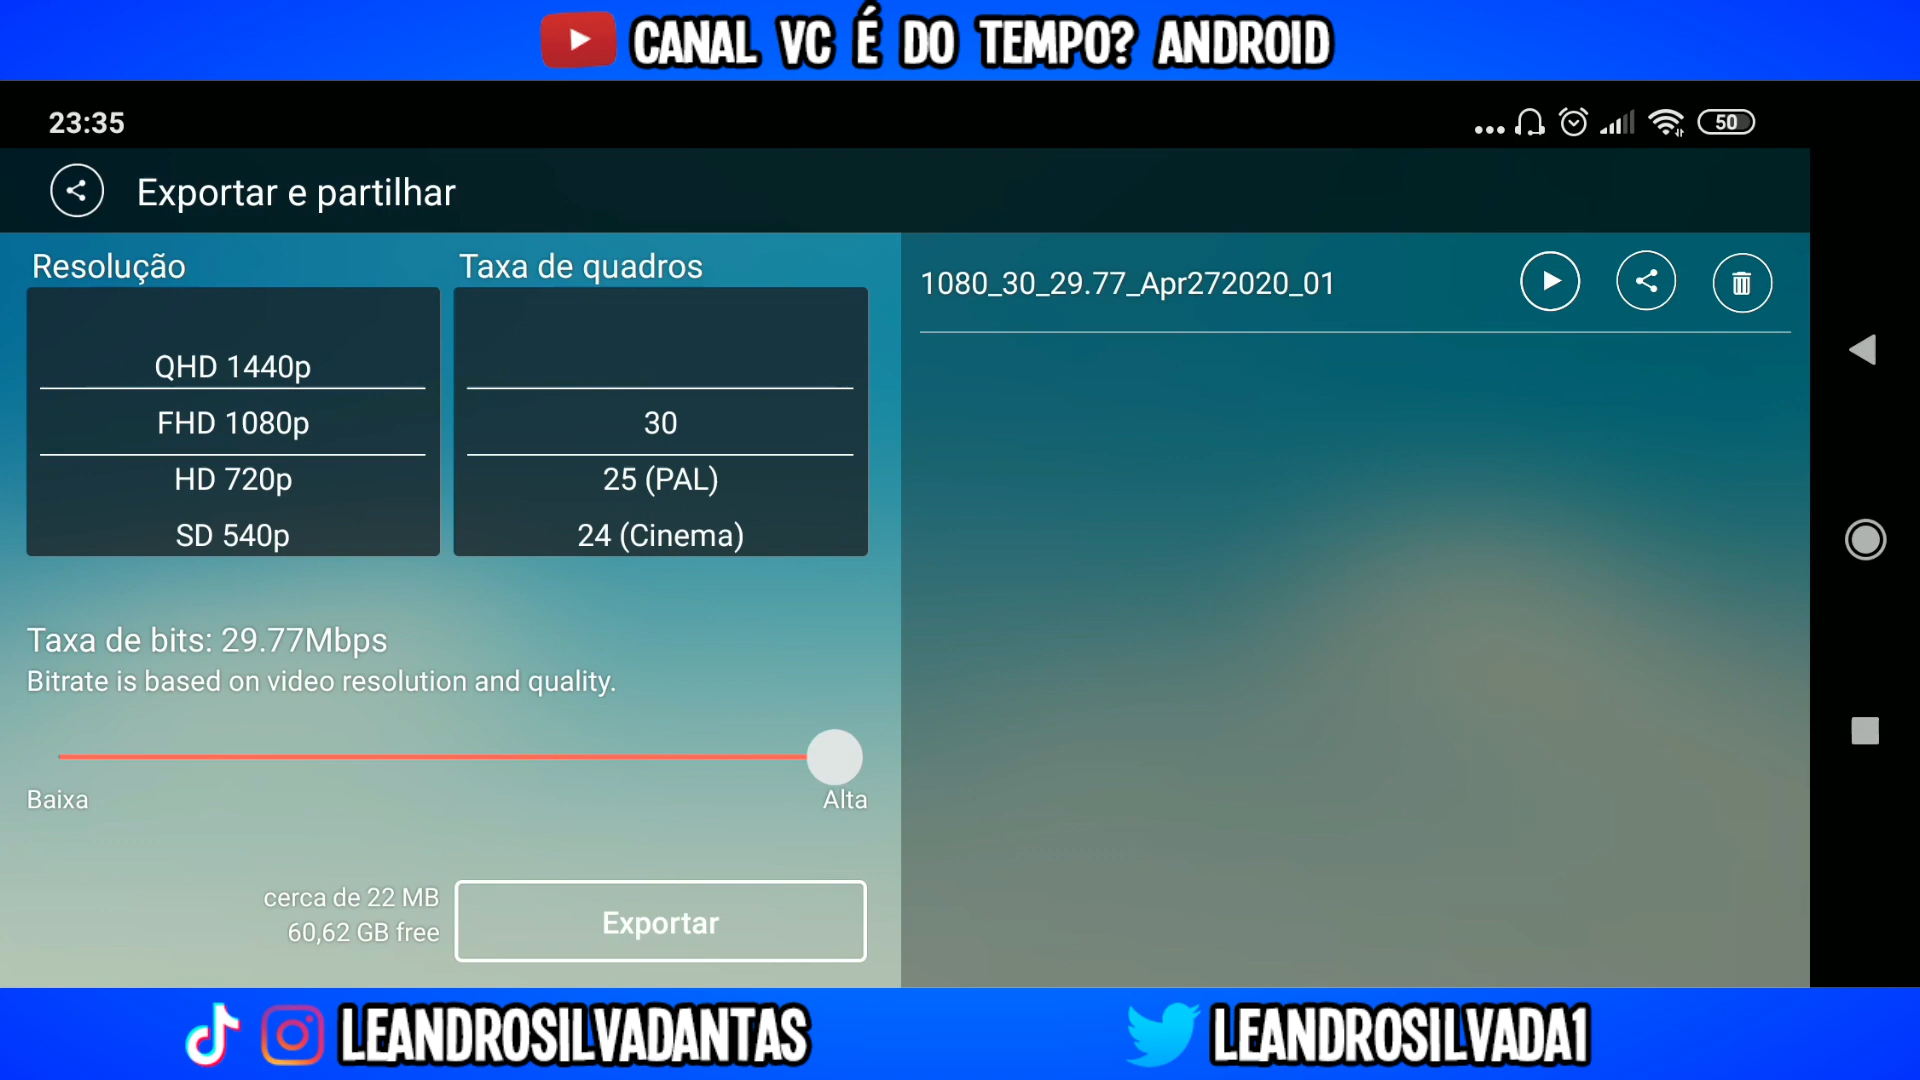 CANAL VC É DO TEMPO? ANDROID
23:35
50
Exportar e partilhar
Resolução
QHD 1440p
FHD 1080p
HD 720p
SD 540p
Taxa de quadros
30
25 (PAL)
24 (Cinema)
Taxa de bits: 29.77Mbps
Bitrate is based on video resolution and quality.
Baixa
Alta
cerca de 22 MB
60,62 GB free
Exportar
1080_30_29.77_Apr272020_01
LEANDROSILVADANTAS
LEANDROSILVADA1